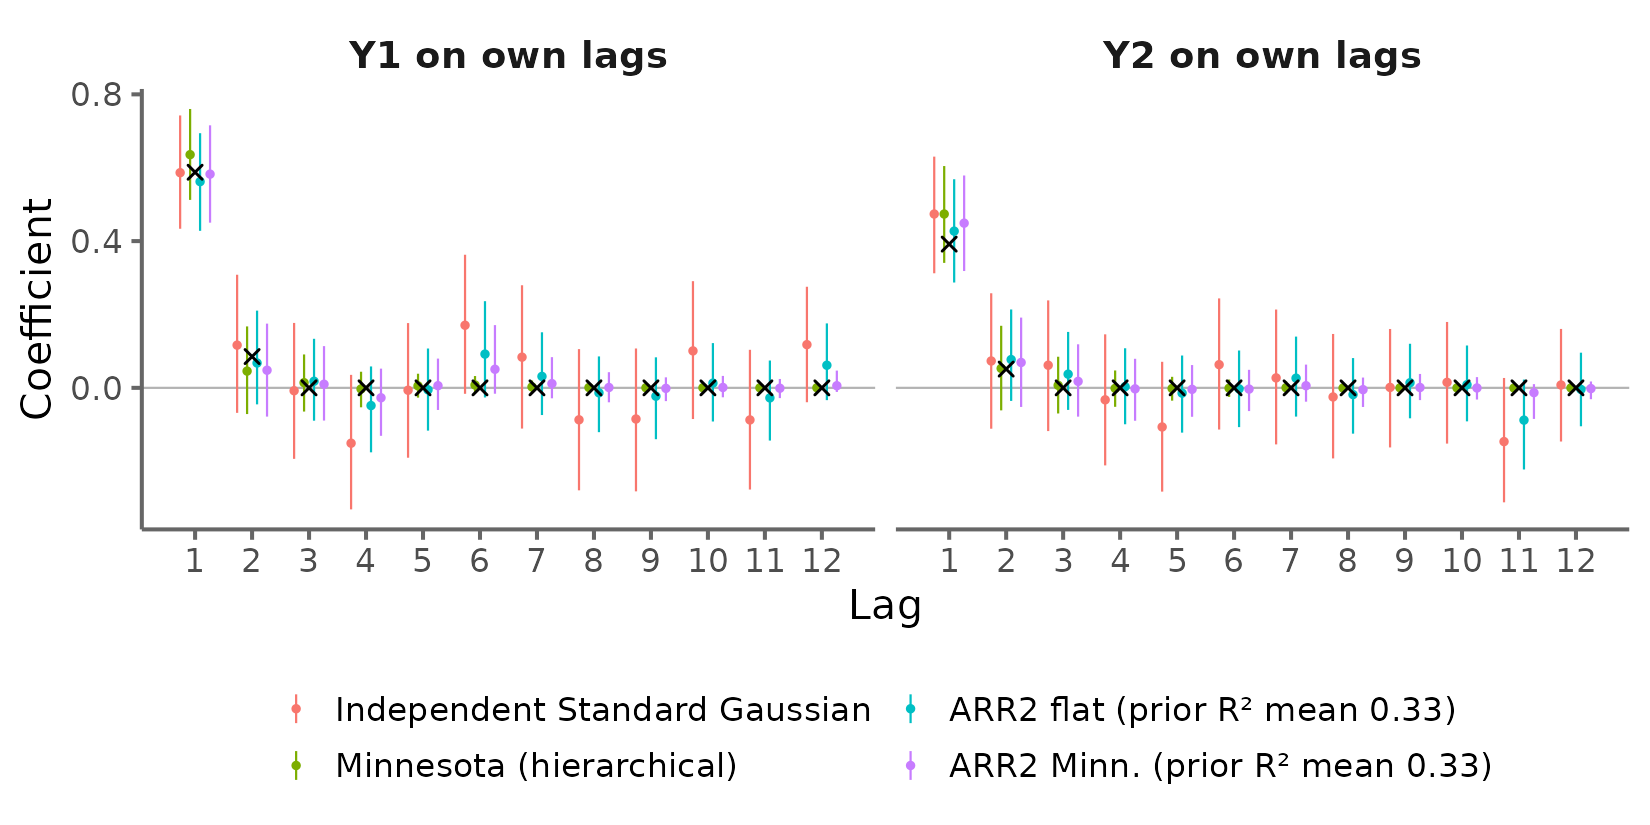 Y1 on own lags
Y2 on own lags
Coefficient
0.8
0.4
0.0
1 2 3 4 5 6 7 8 9 10 11 12
1 2 3 4 5 6 7 8 9 10 11 12
Lag
Independent Standard Gaussian
ARR2 flat (prior R² mean 0.33)
Minnesota (hierarchical)
ARR2 Minn. (prior R² mean 0.33)